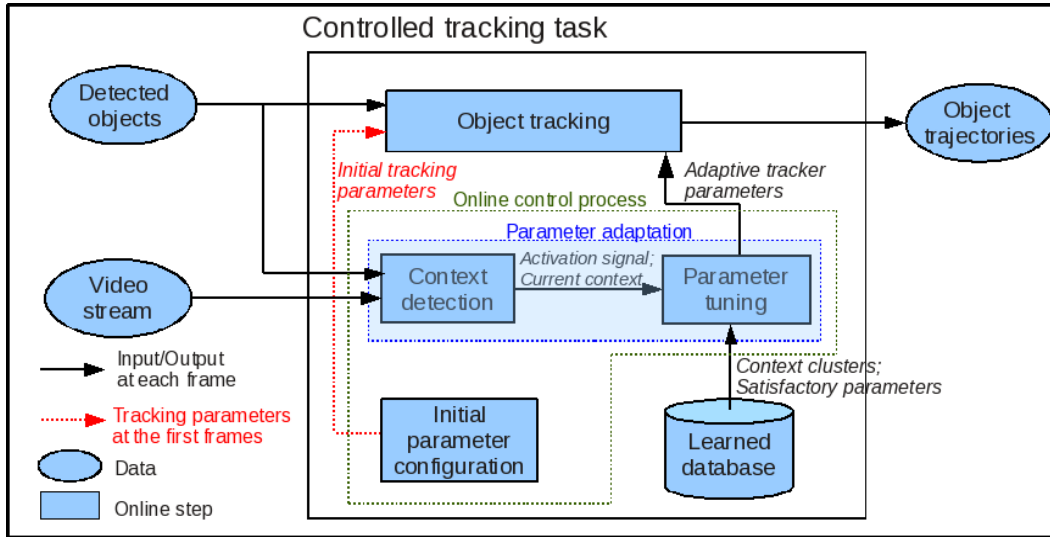 Controlled tracking task
Detected
objects
Object tracking
Object
trajectories
Initial tracking
parameters
Adaptive tracker
parameters
Online control process
Parameter adaptation
Video
stream
Context
detection
Activation signal;
Current context
Parameter
tuning
Input/Output
at each frame
Context clusters;
Satisfactory parameters
Tracking parameters
at the first frames
Initial
parameter
configuration
Learned
database
Data
Online step